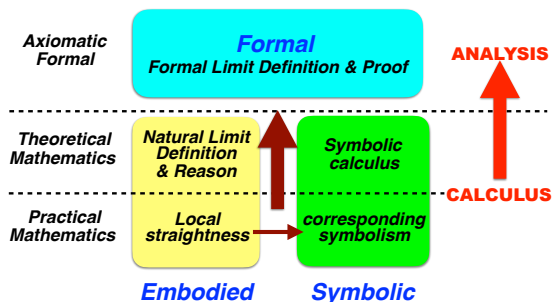 Axiomatic
Formal
Formal
Formal Limit Definition & Proof
ANALYSIS
Theoretical
Mathematics
Natural Limit
Definition
& Reason
Symbolic
calculus
CALCULUS
Practical
Mathematics
Local
straightness
corresponding
symbolism
Embodied
Symbolic